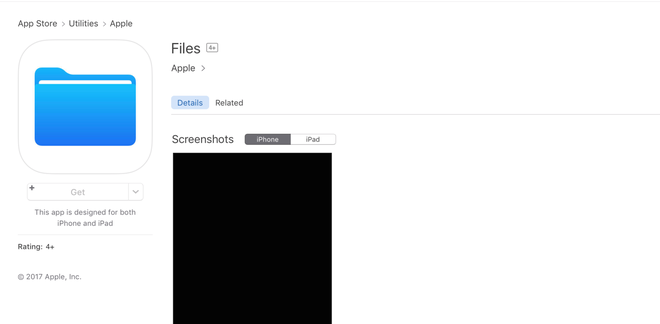 App Store > Utilities > Apple
Files 4+
Apple >
Details Related
Screenshots iPhone iPad
+ Get
This app is designed for both
iPhone and iPad
Rating: 4+
© 2017 Apple, Inc.